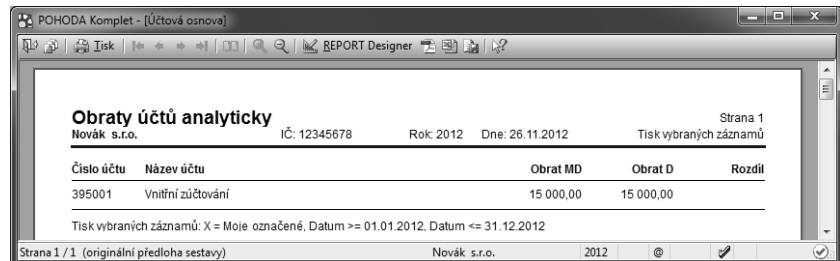 POHODA Komplet - [Účtová osnova]
Tisk REPORT Designer
Obraty účtů analyticky Strana 1
Novák s.r.o. IČ: 12345678 Rok: 2012 Dne: 26.11.2012 Tisk vybraných záznamů
Číslo účtu Název účtu Obrat MD Obrat D Rozdíl
395001 Vnitřní zúčtování 15 000,00 15 000,00
Tisk vybraných záznamů: X = Moje označené, Datum >= 01.01.2012, Datum <= 31.12.2012
Strana 1 / 1 (originální předloha sestavy) Novák s.r.o. 2012 @